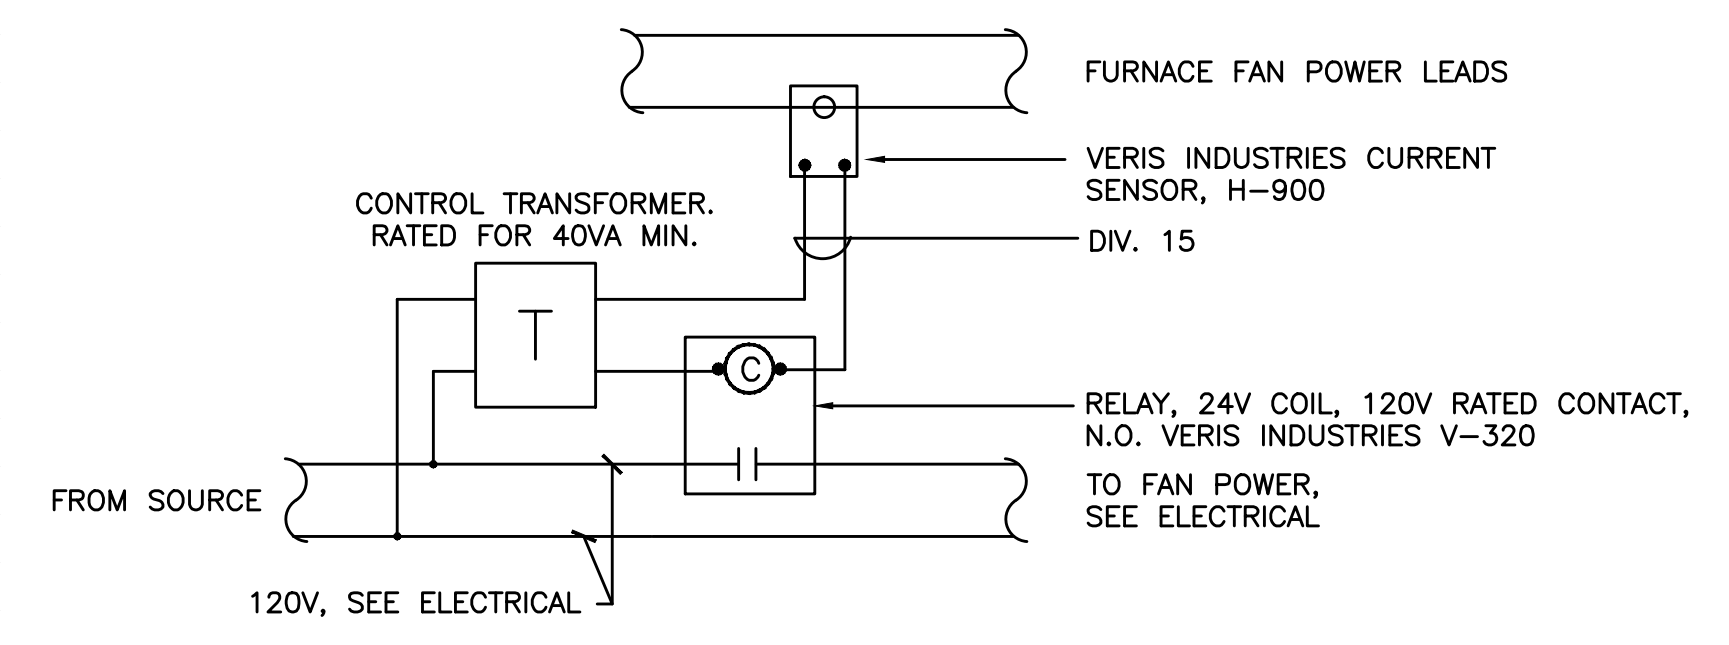 FURNACE FAN POWER LEADS
VERIS INDUSTRIES CURRENT
SENSOR, H-900
CONTROL TRANSFORMER.
RATED FOR 40VA MIN.
DIV. 15
T
C
RELAY, 24V COIL, 120V RATED CONTACT,
N.O. VERIS INDUSTRIES V-320
FROM SOURCE
TO FAN POWER,
SEE ELECTRICAL
120V, SEE ELECTRICAL